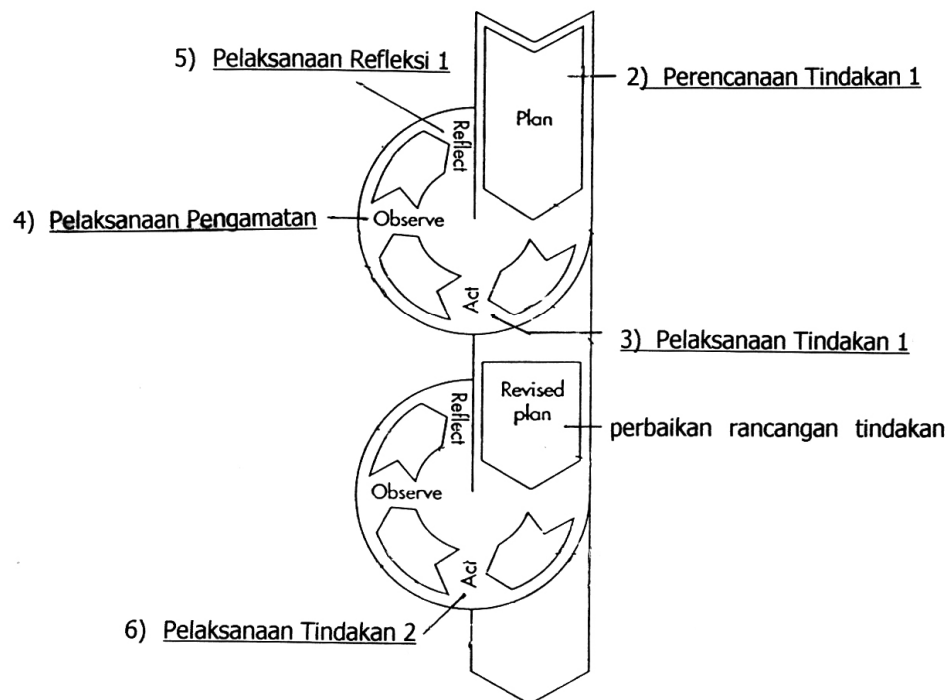 5) Pelaksanaan Refleksi 1
2) Perencanaan Tindakan 1
Plan
Reflect
4) Pelaksanaan Pengamatan
Observe
Act
3) Pelaksanaan Tindakan 1
Revised
plan
Reflect
perbaikan rancangan tindakan
Observe
Act
6) Pelaksanaan Tindakan 2